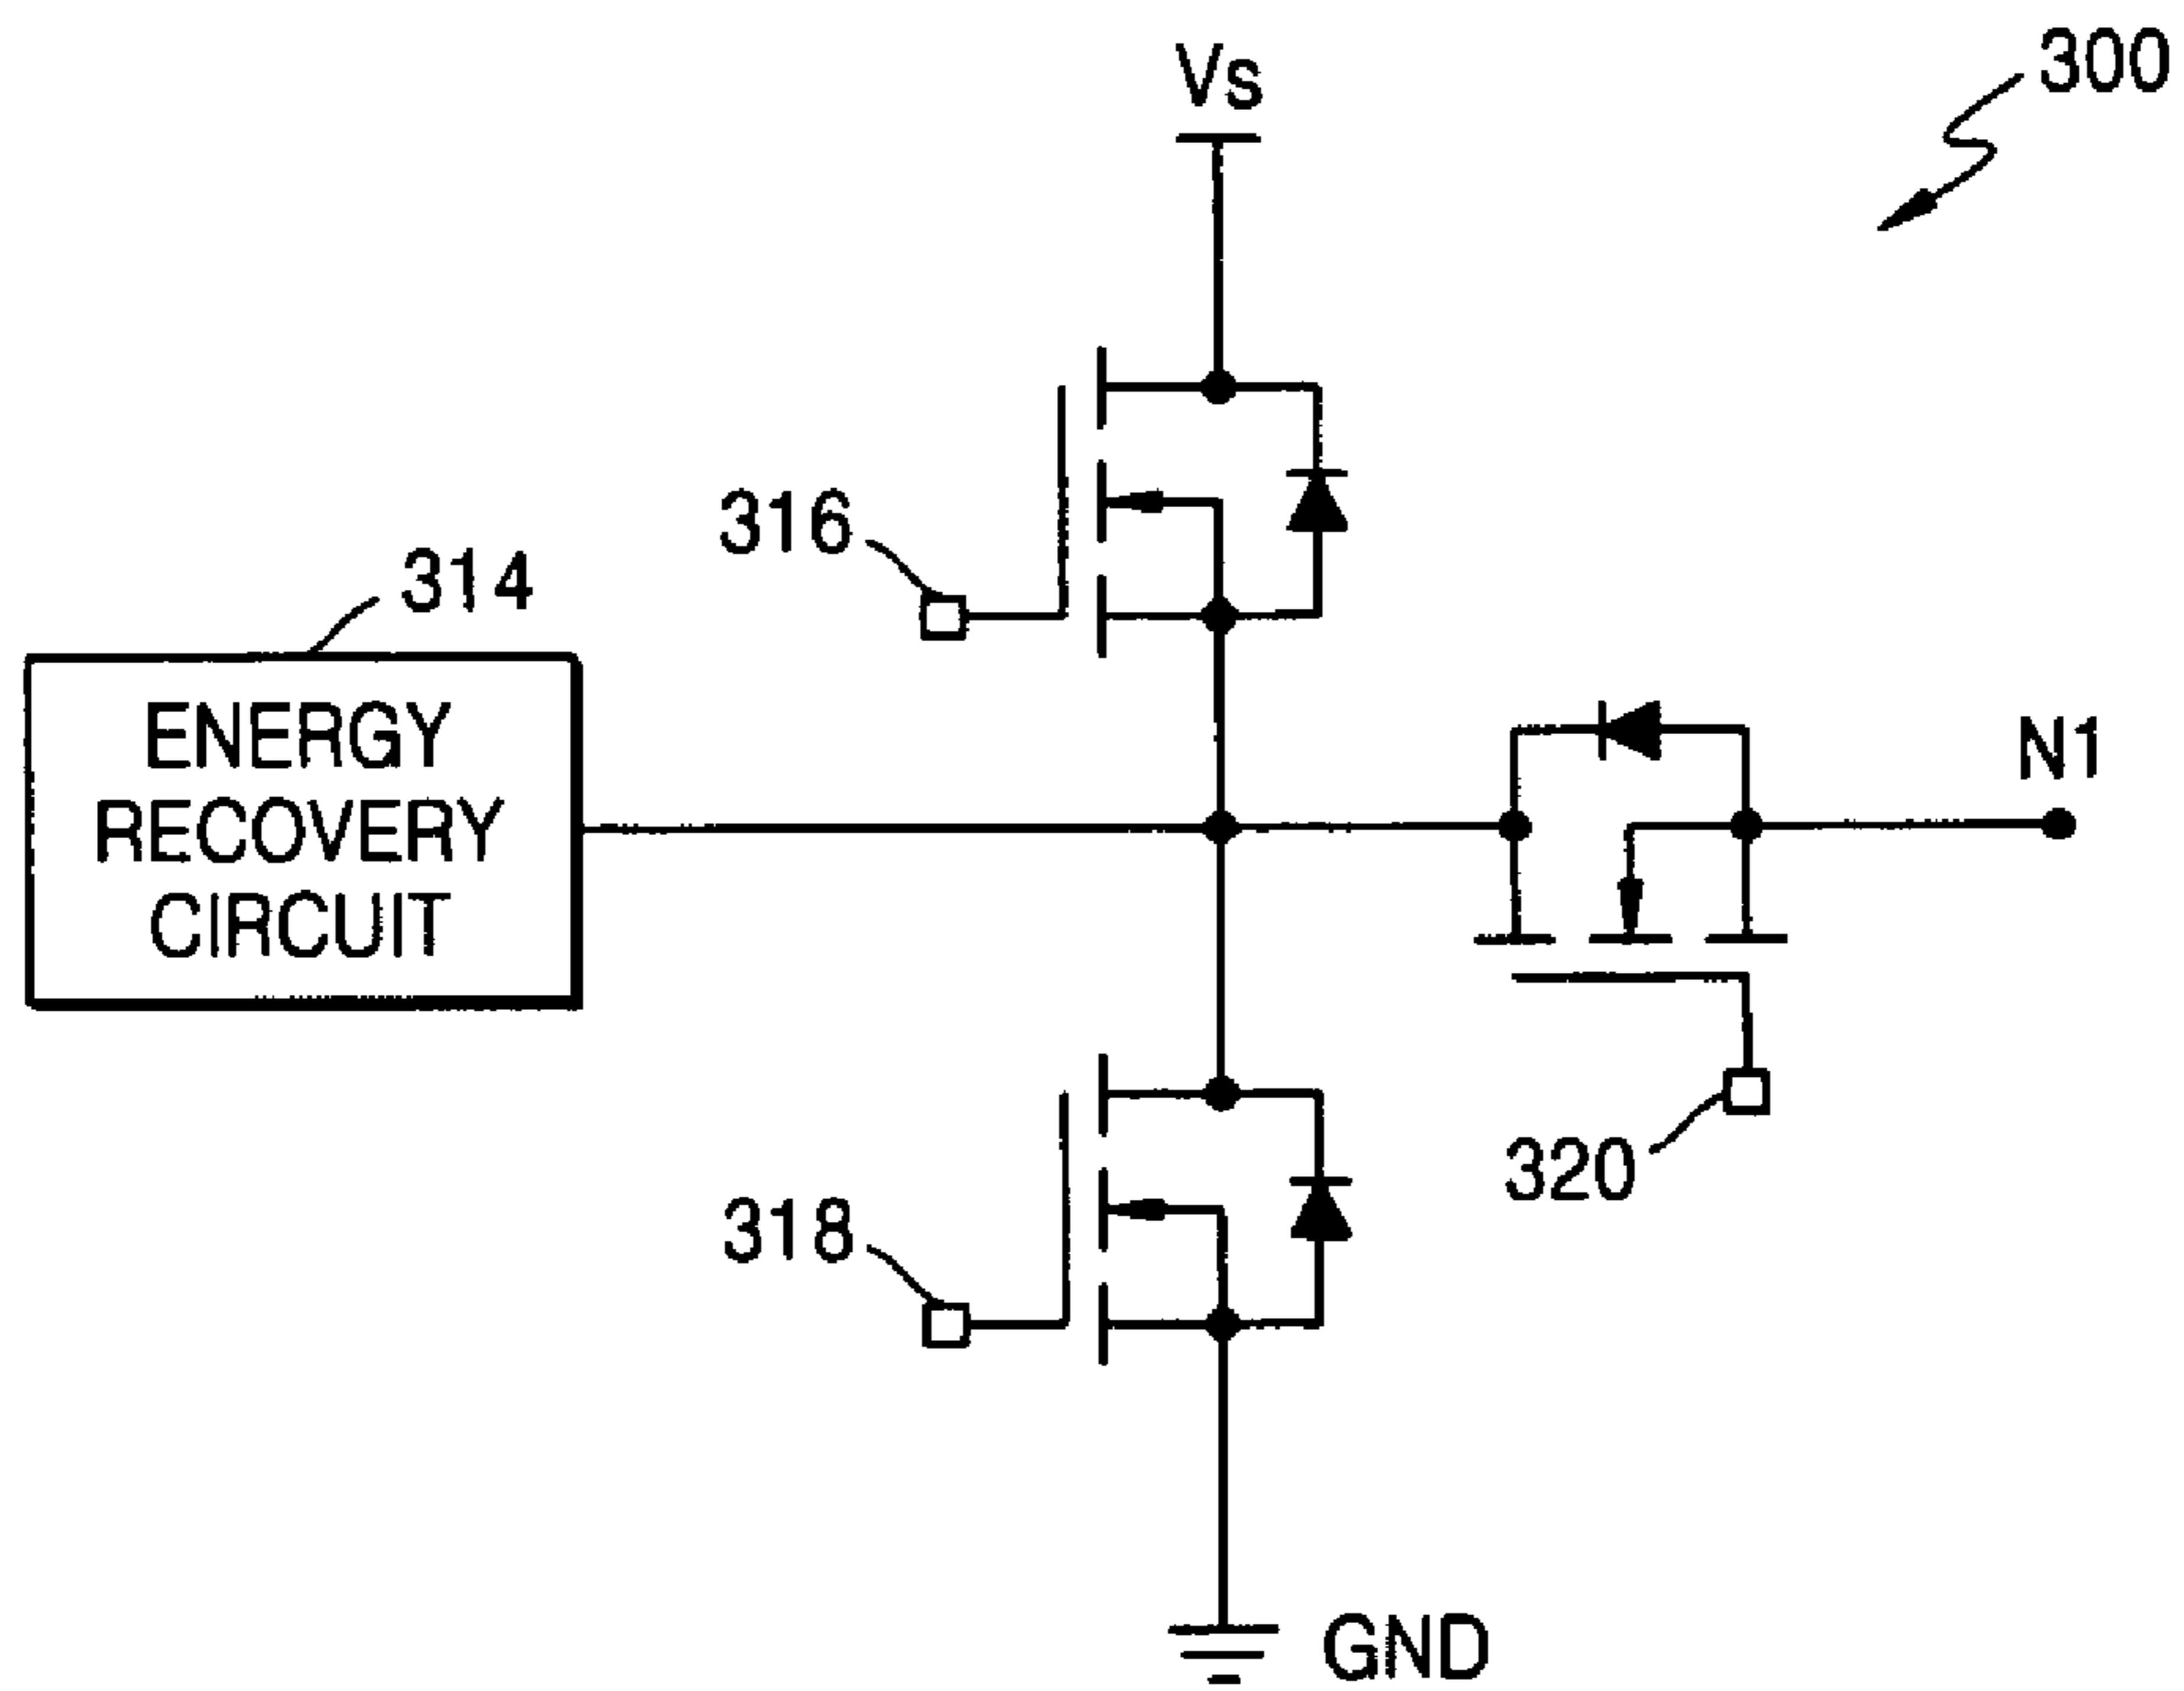 Vs
300
316
314
ENERGY
RECOVERY
CIRCUIT
N1
320
318
GND